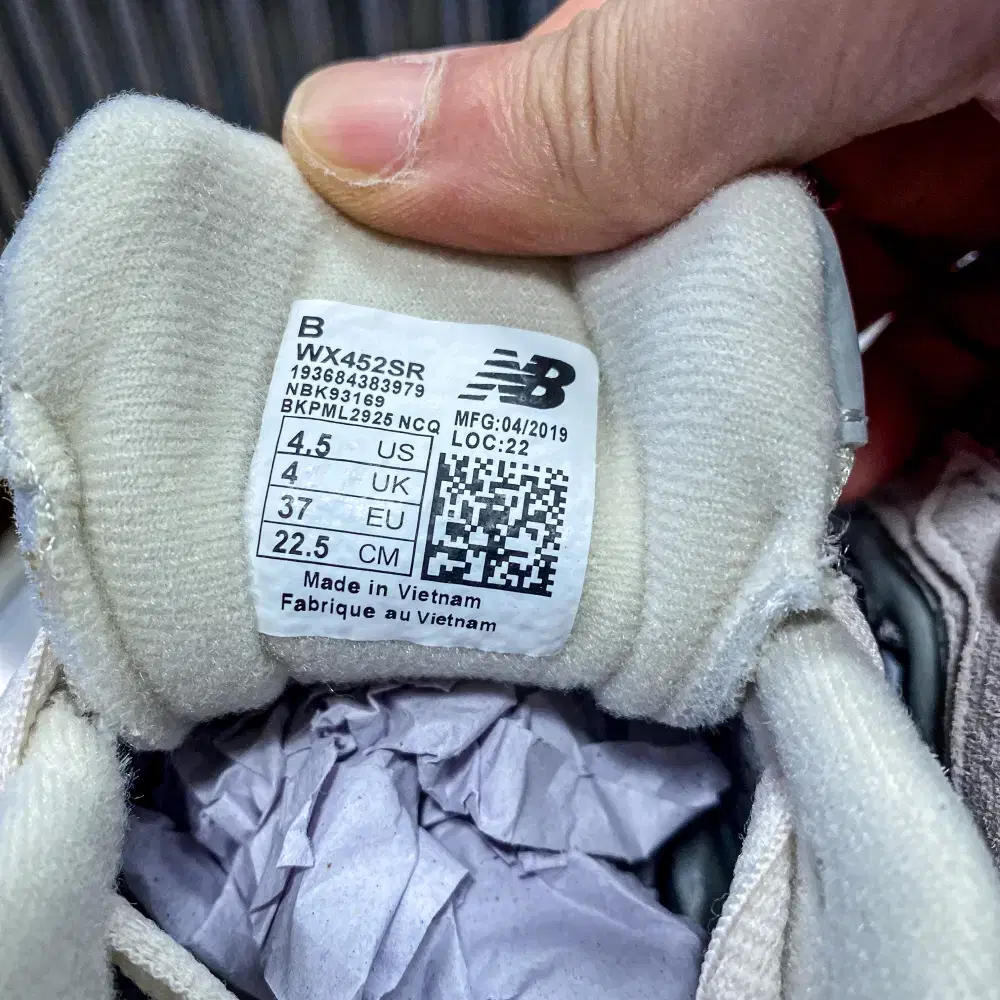 B
WX452SR
193684383979
NBK93169
BKPML2925 NCQ
NB
MFG:04/2019
LOC:22
4.5 US
4 UK
37 EU
22.5 CM
Made in Vietnam
Fabrique au Vietnam